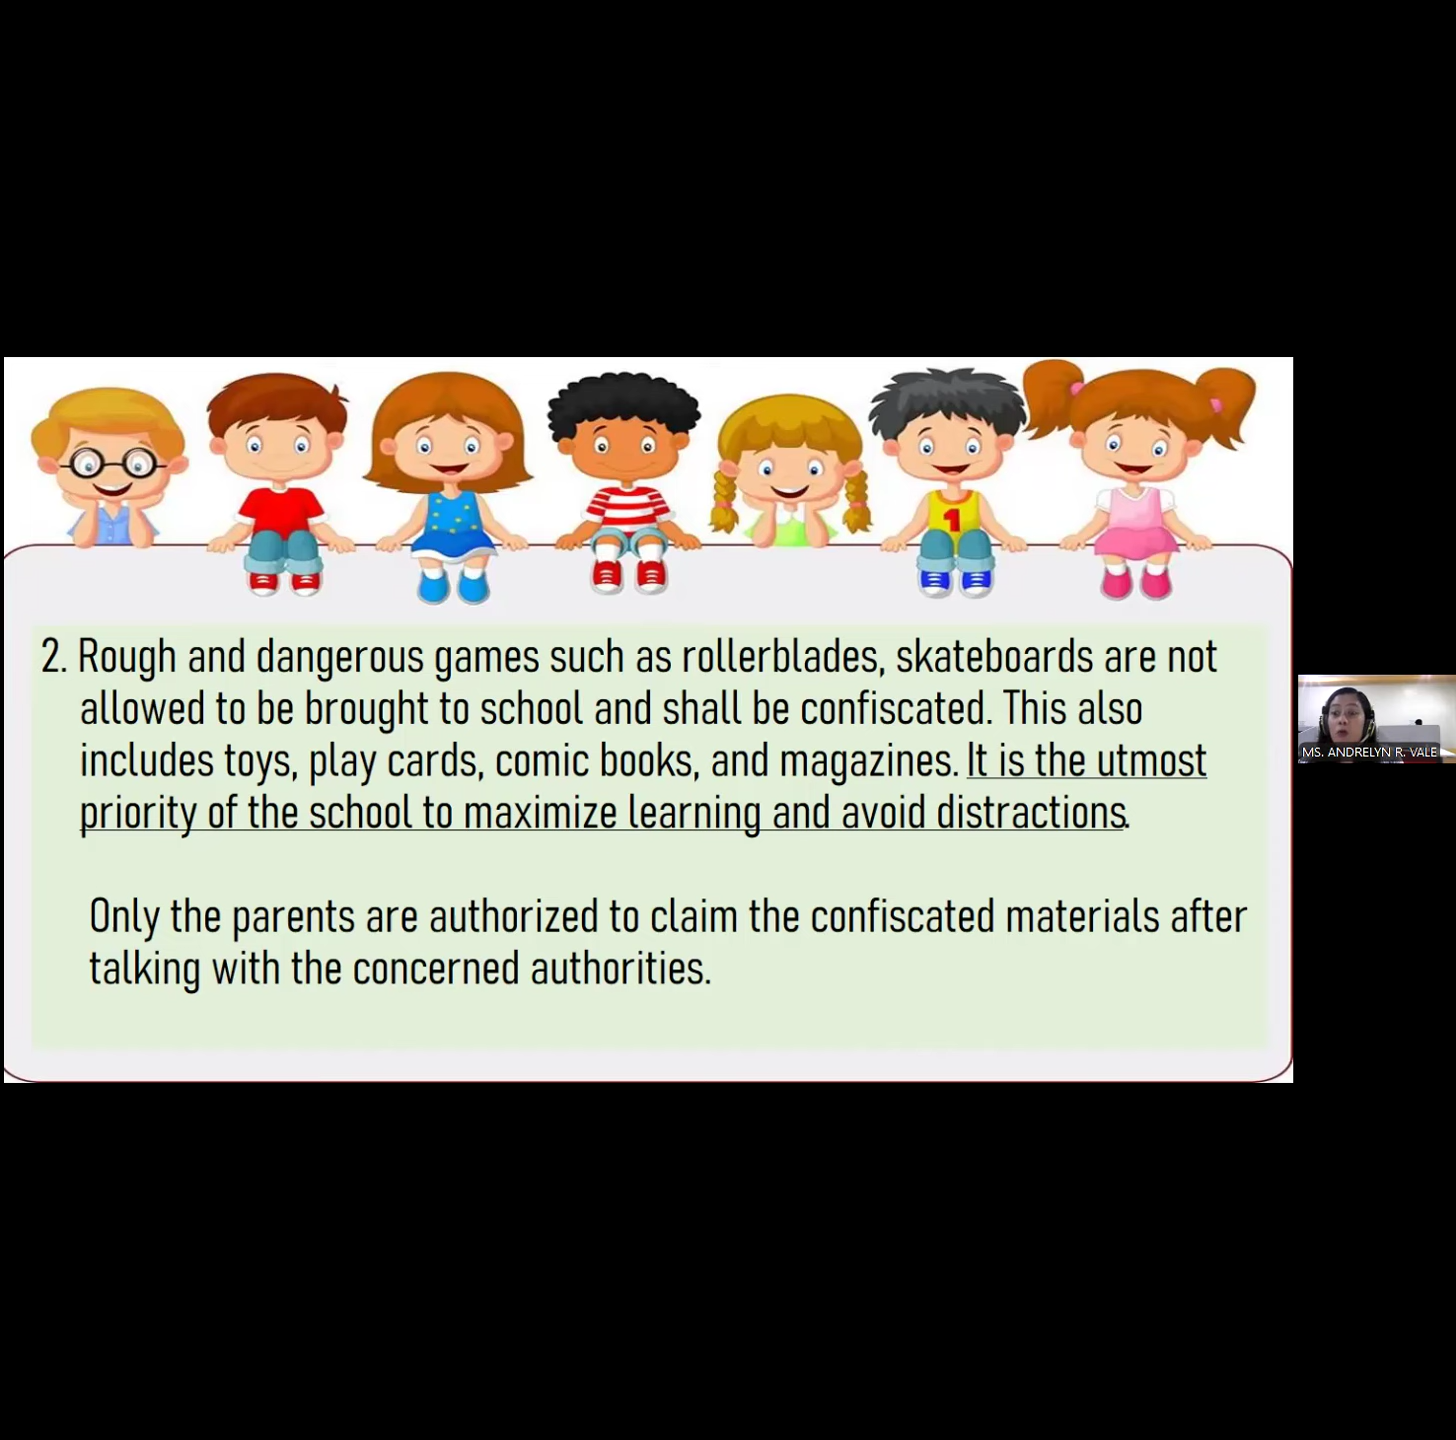 1
2. Rough and dangerous games such as rollerblades, skateboards are not
allowed to be brought to school and shall be confiscated. This also
includes toys, play cards, comic books, and magazines. It is the utmost
priority of the school to maximize learning and avoid distractions.
Only the parents are authorized to claim the confiscated materials after
talking with the concerned authorities.
MS. ANDRELYN R. VALE